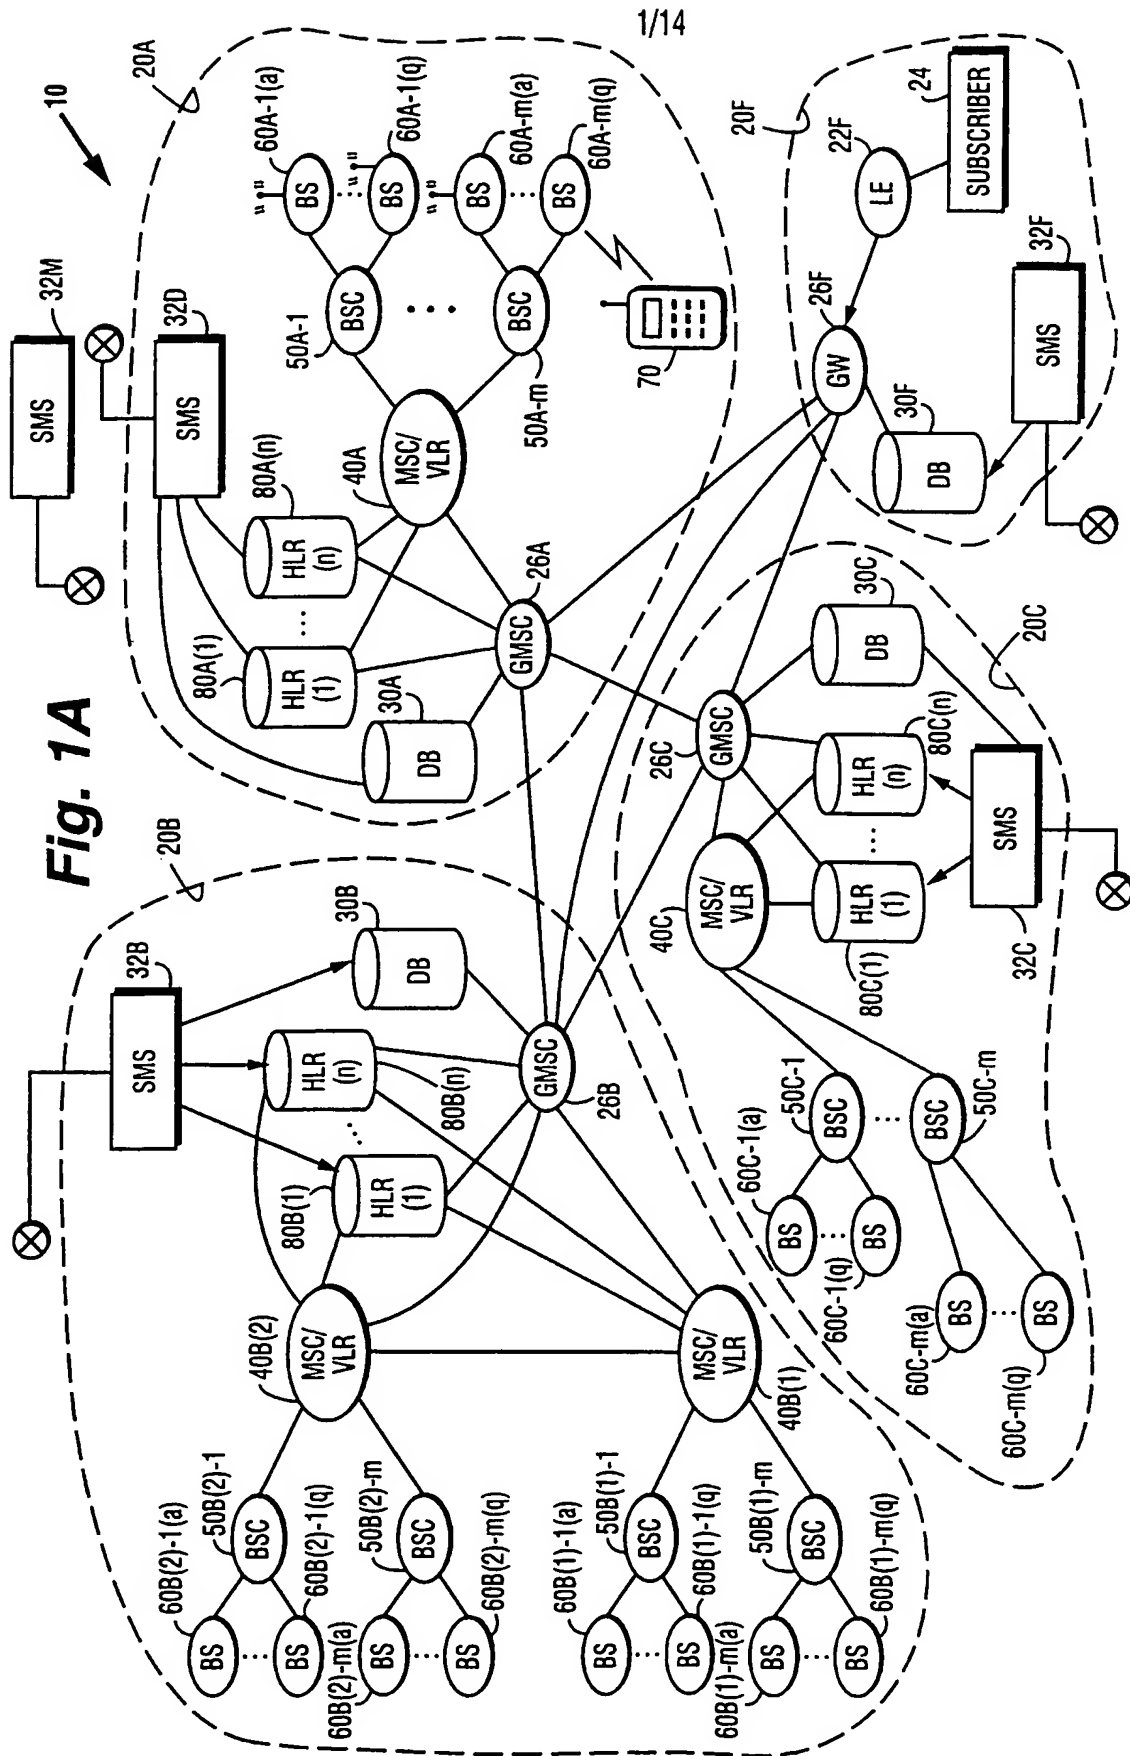 1/14
Fig. 1A
10
20A
32M
SMS
32D
SMS
80A(n)
HLR
(n)
80A(1)
HLR
(1)
30A
DB
26A
GMSC
40A
MSC/
VLR
50A-1
BSC
50A-m
BSC
60A-1(a)
BS
60A-1(q)
BS
60A-m(a)
BS
60A-m(q)
BS
70
20B
32B
SMS
30B
DB
80B(n)
HLR
(n)
80B(1)
HLR
(1)
26B
GMSC
40B(2)
MSC/
VLR
40B(1)
MSC/
VLR
50B(2)-1
BSC
50B(2)-m
BSC
60B(2)-1(a)
BS
60B(2)-1(q)
BS
60B(2)-m(a)
BS
60B(2)-m(q)
BS
50B(1)-1
BSC
50B(1)-m
BSC
60B(1)-1(a)
BS
60B(1)-1(q)
BS
60B(1)-m(a)
BS
60B(1)-m(q)
BS
20C
26C
GMSC
30C
DB
80C(n)
HLR
(n)
80C(1)
HLR
(1)
32C
SMS
40C
MSC/
VLR
50C-1
BSC
50C-m
BSC
60C-1(a)
BS
60C-1(q)
BS
60C-m(a)
BS
60C-m(q)
BS
20F
22F
LE
24
SUBSCRIBER
26F
GW
30F
DB
32F
SMS